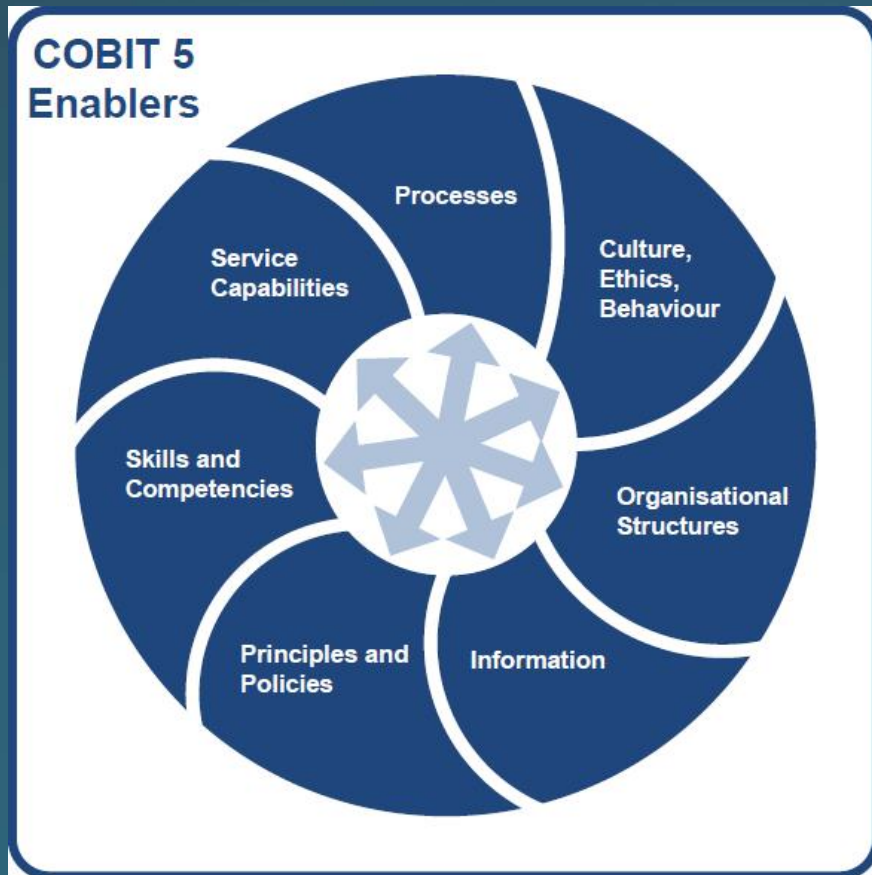 COBIT 5
Enablers
Processes
Culture,
Ethics,
Behaviour
Organisational
Structures
Information
Principles and
Policies
Skills and
Competencies
Service
Capabilities